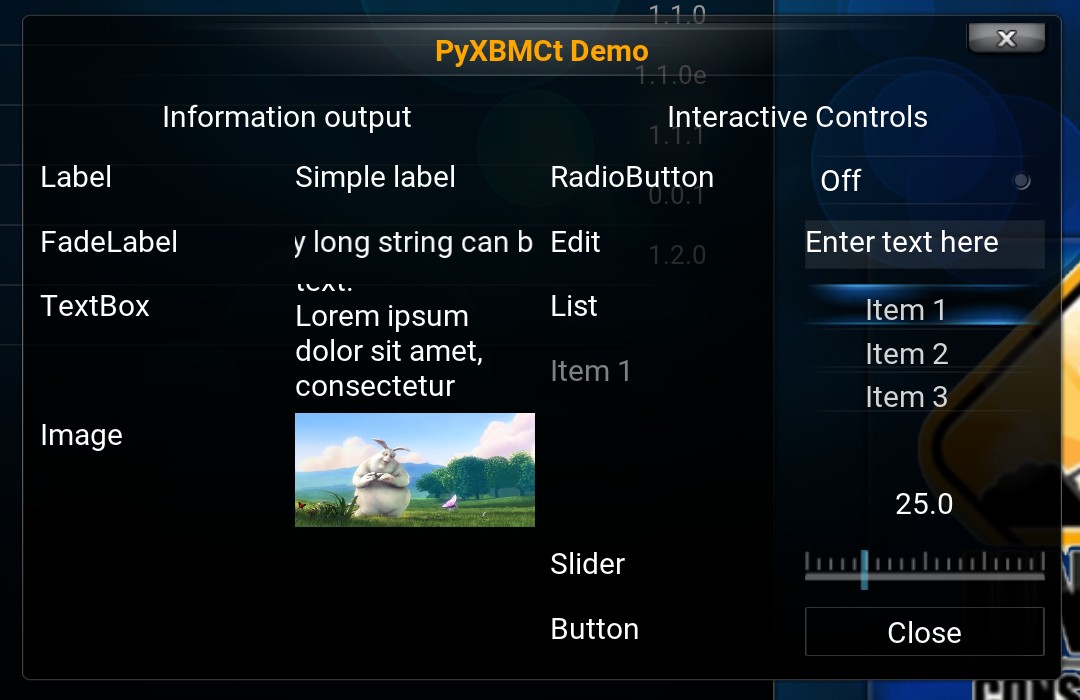 1.1.0
PyXBMCt Demo
X
1.1.0e
Information output
Interactive Controls
1.1.1
Label
Simple label
RadioButton
Off
0.0.1
FadeLabel
y long string can b
Edit
Enter text here
1.2.0
TextBox
text.
Lorem ipsum
dolor sit amet,
consectetur
List
Item 1
Item 1
Item 2
Item 3
Image
25.0
Slider
Button
Close
CONS